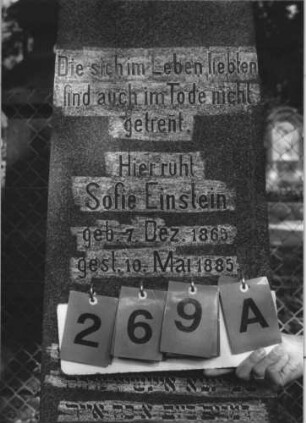 Die sich im Leben liebten
sind auch im Tode nicht
getrent.
Hier ruht
Sofie Einstein
geb. 7. Dez. 1865
gest. 10. Mai 1885
269A